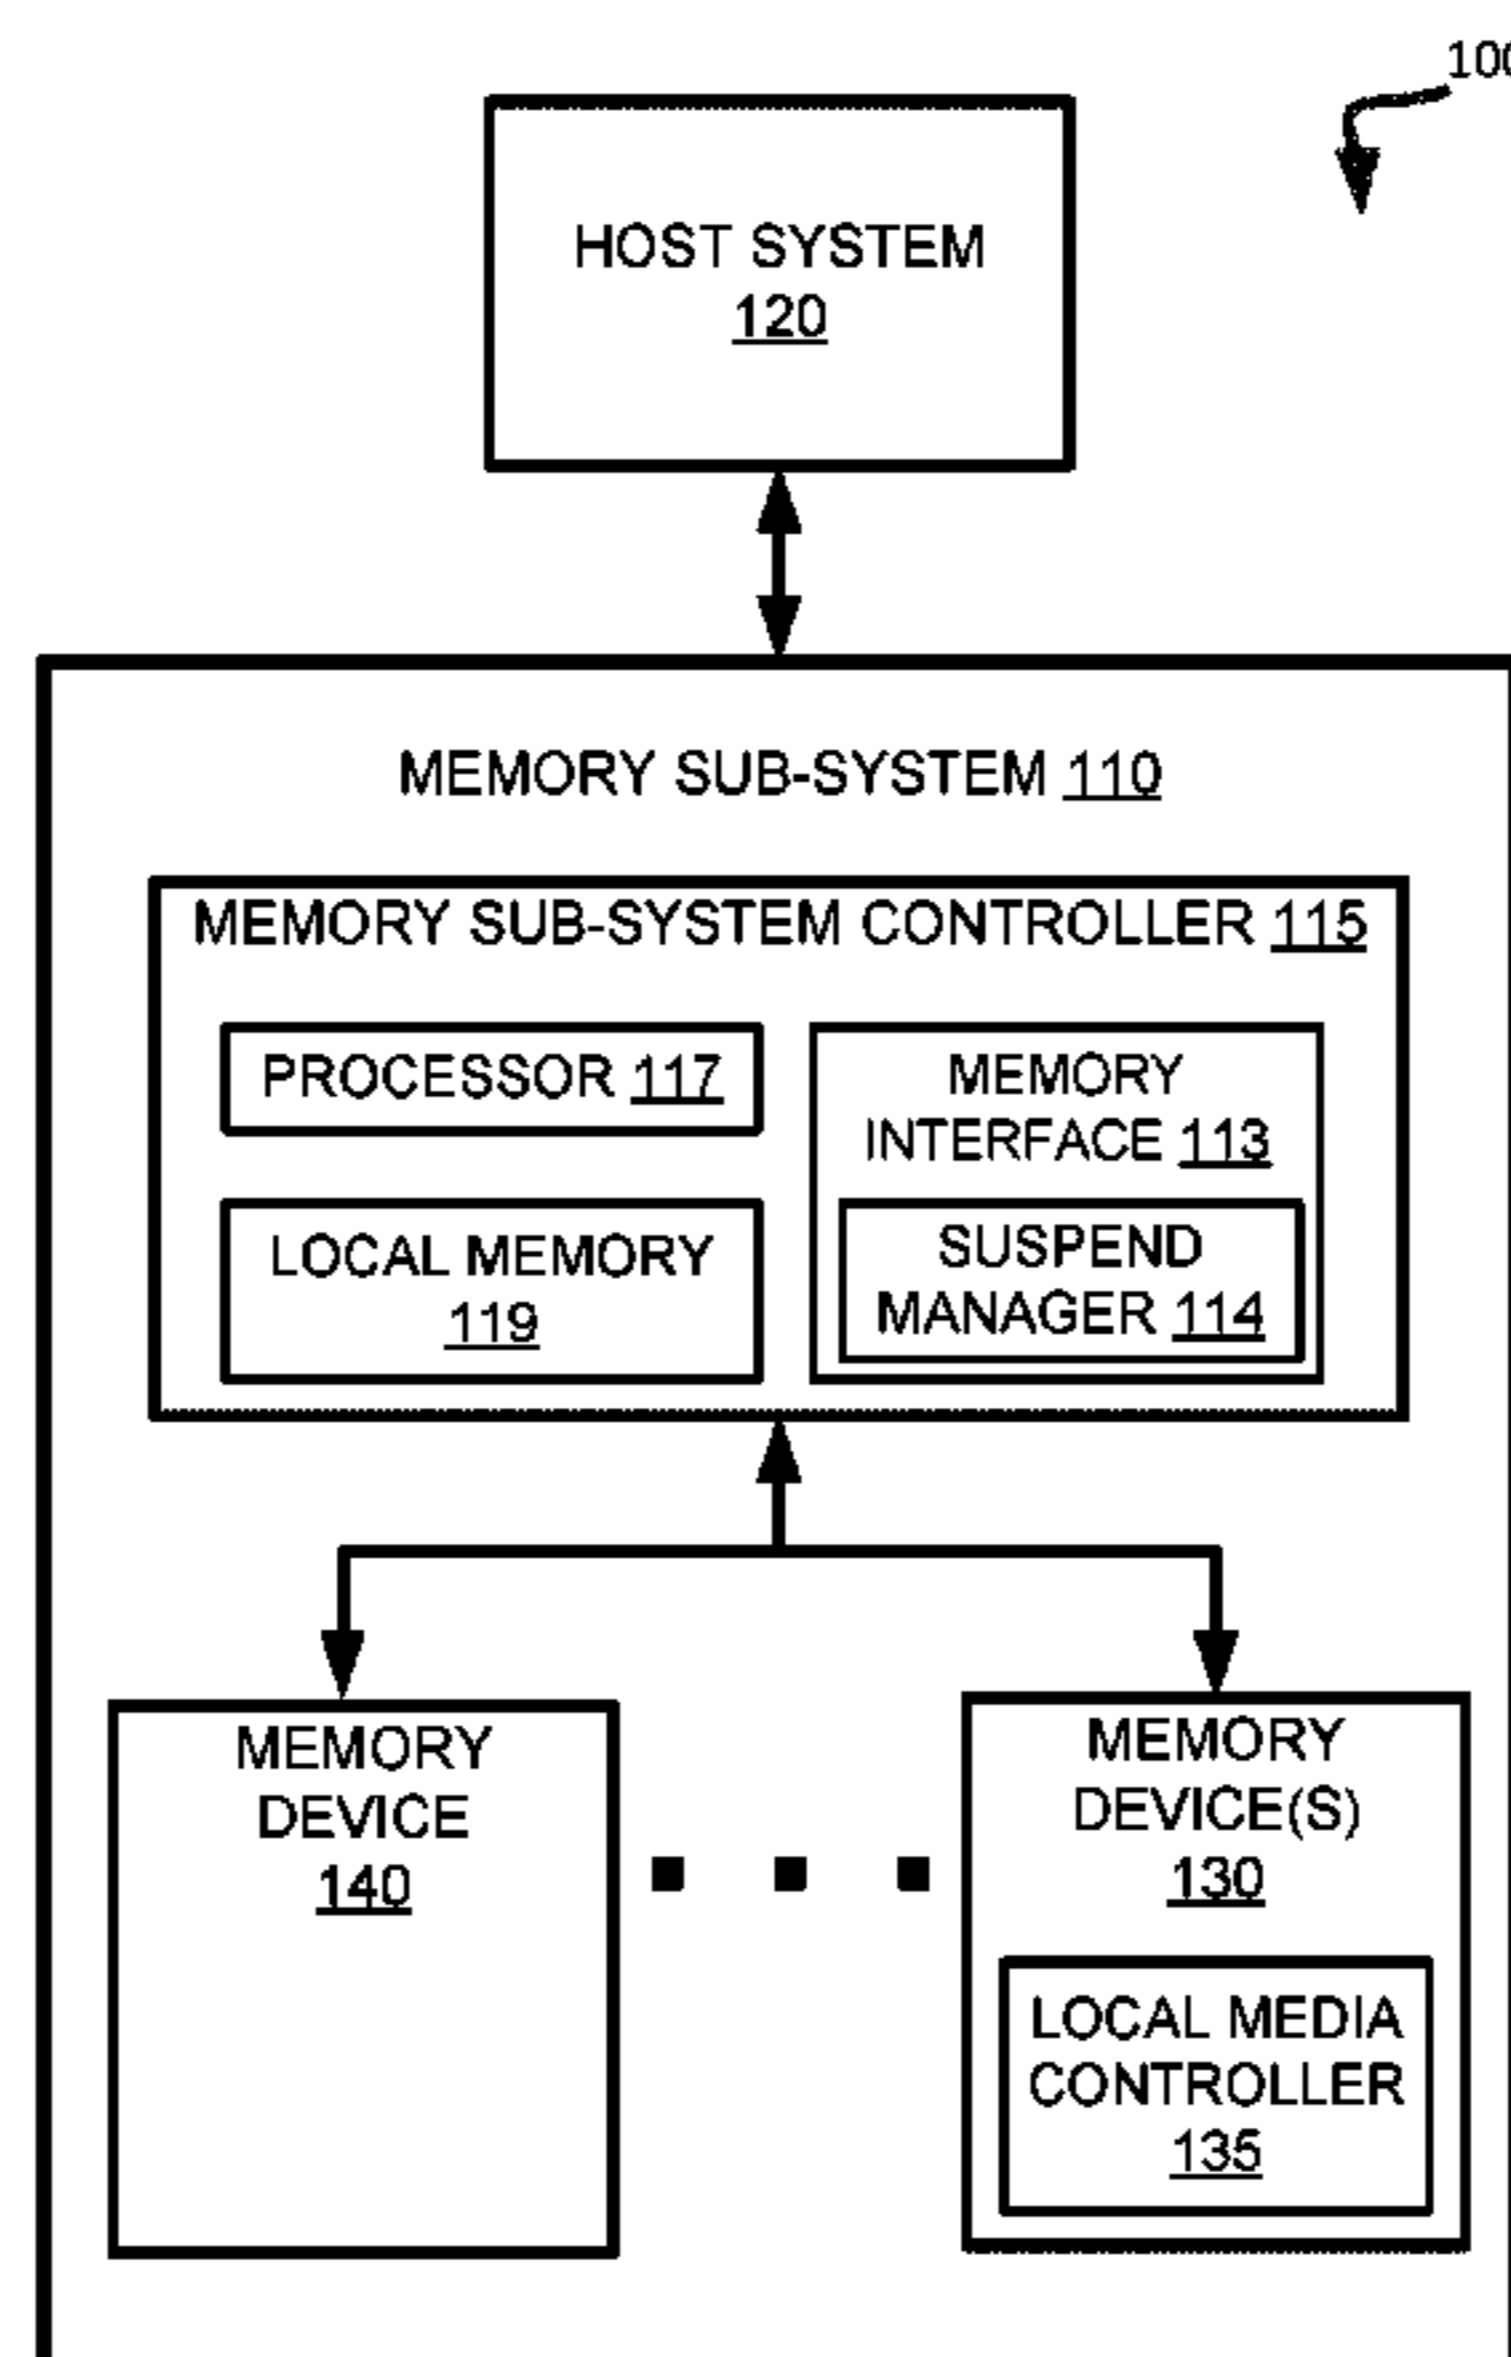 100
HOST SYSTEM
120
MEMORY SUB-SYSTEM 110
MEMORY SUB-SYSTEM CONTROLLER 115
PROCESSOR 117
LOCAL MEMORY
119
MEMORY
INTERFACE 113
SUSPEND
MANAGER 114
MEMORY
DEVICE
140
MEMORY
DEVICE(S)
130
LOCAL MEDIA
CONTROLLER
135